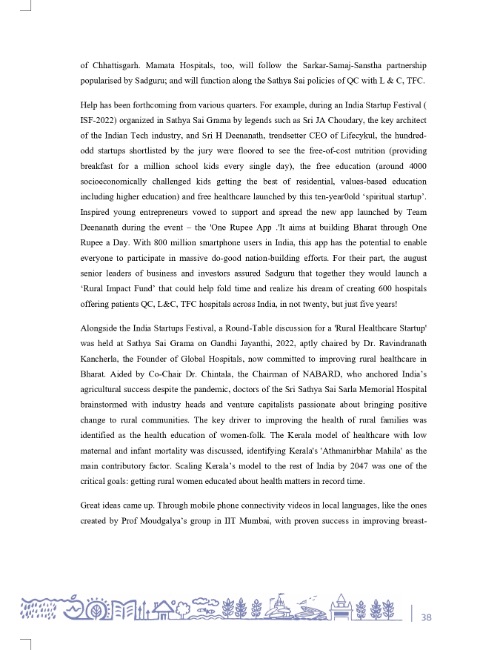 of Chhattisgarh. Mamata Hospitals, too, will follow the Sarkar-Samaj-Sanstha partnership
popularised by Sadguru; and will function along the Sathya Sai policies of QC with L & C, TFC.
Help has been forthcoming from various quarters. For example, during an India Startup Festival (
ISF-2022) organized in Sathya Sai Grama by legends such as Sri JA Choudary, the key architect
of the Indian Tech industry, and Sri H Deenanath, trendsetter CEO of Lifecykul, the hundred-
odd startups shortlisted by the jury were floored to see the free-of-cost nutrition (providing
breakfast for a million school kids every single day), the free education (around 4000
socioeconomically challenged kids getting the best of residential, values-based education
including higher education) and free healthcare launched by this ten-year0old ‘spiritual startup’.
Inspired young entrepreneurs vowed to support and spread the new app launched by Team
Deenanath during the event – the 'One Rupee App .'It aims at building Bharat through One
Rupee a Day. With 800 million smartphone users in India, this app has the potential to enable
everyone to participate in massive do-good nation-building efforts. For their part, the august
senior leaders of business and investors assured Sadguru that together they would launch a
‘Rural Impact Fund’ that could help fold time and realize his dream of creating 600 hospitals
offering patients QC, L&C, TFC hospitals across India, in not twenty, but just five years!
Alongside the India Startups Festival, a Round-Table discussion for a 'Rural Healthcare Startup'
was held at Sathya Sai Grama on Gandhi Jayanthi, 2022, aptly chaired by Dr. Ravindranath
Kancherla, the Founder of Global Hospitals, now committed to improving rural healthcare in
Bharat. Aided by Co-Chair Dr. Chintala, the Chairman of NABARD, who anchored India’s
agricultural success despite the pandemic, doctors of the Sri Sathya Sai Sarla Memorial Hospital
brainstormed with industry heads and venture capitalists passionate about bringing positive
change to rural communities. The key driver to improving the health of rural families was
identified as the health education of women-folk. The Kerala model of healthcare with low
maternal and infant mortality was discussed, identifying Kerala's 'Athmanirbhar Mahila' as the
main contributory factor. Scaling Kerala’s model to the rest of India by 2047 was one of the
critical goals: getting rural women educated about health matters in record time.
Great ideas came up. Through mobile phone connectivity videos in local languages, like the ones
created by Prof Moudgalya’s group in IIT Mumbai, with proven success in improving breast-
38